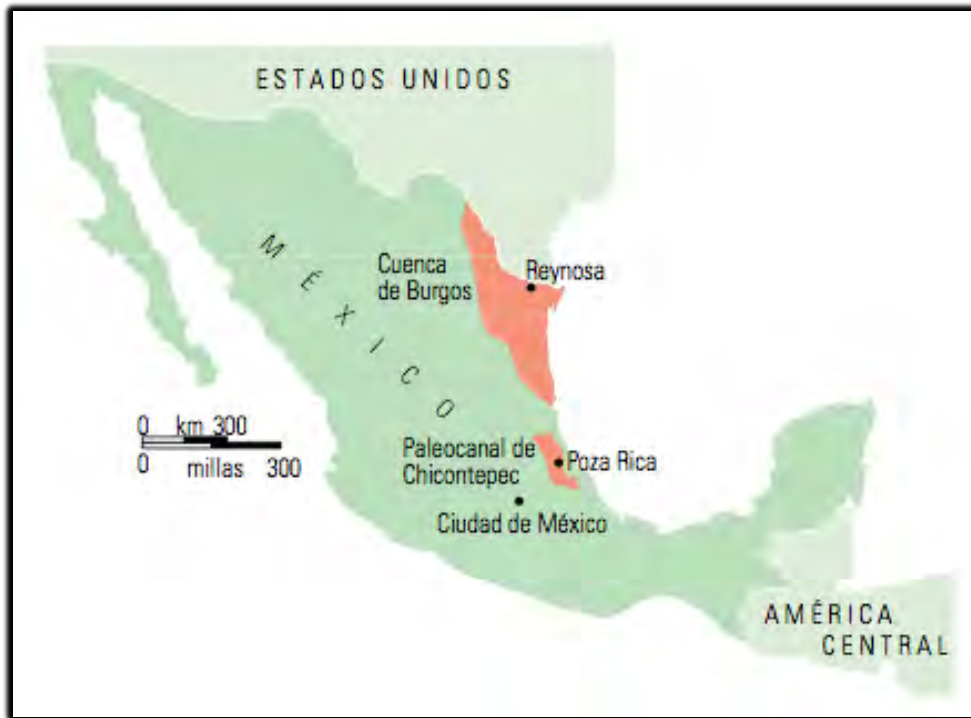 ESTADOS UNIDOS
MÉXICO
Cuenca
de Burgos
Reynosa
0 km 300
0 millas 300
Paleocanal de
Chicontepec
Poza Rica
Ciudad de México
AMÉRICA
CENTRAL